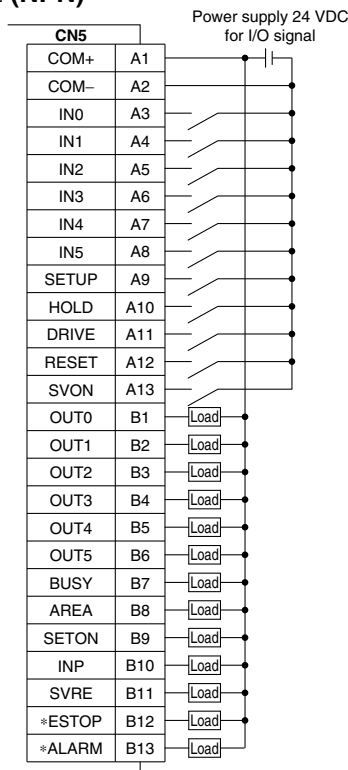 (NPN)
Power supply 24 VDC
for I/O signal
CN5
COM+ A1
COM− A2
IN0 A3
IN1 A4
IN2 A5
IN3 A6
IN4 A7
IN5 A8
SETUP A9
HOLD A10
DRIVE A11
RESET A12
SVON A13
OUT0 B1 Load
OUT1 B2 Load
OUT2 B3 Load
OUT3 B4 Load
OUT4 B5 Load
OUT5 B6 Load
BUSY B7 Load
AREA B8 Load
SETON B9 Load
INP B10 Load
SVRE B11 Load
∗ESTOP B12 Load
∗ALARM B13 Load